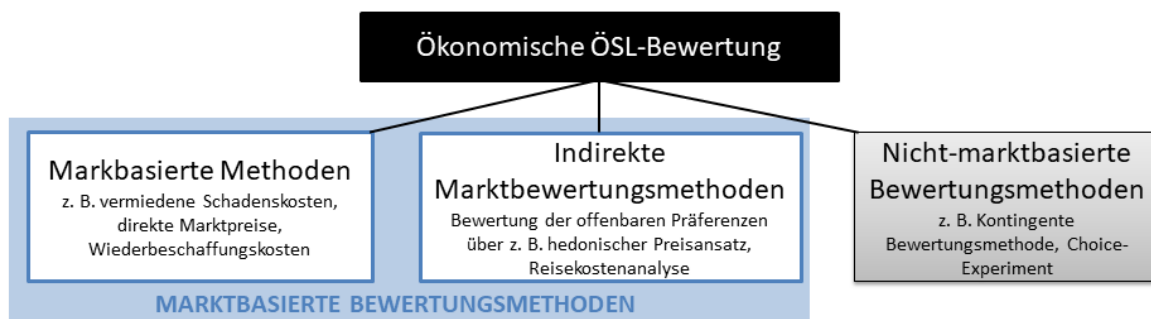 Ökonomische ÖSL-Bewertung
Markbasierte Methoden
z. B. vermiedene Schadenskosten,
direkte Marktpreise,
Wiederbeschaffungskosten
Indirekte
Marktbewertungsmethoden
Bewertung der offenbaren Präferenzen
über z. B. hedonischer Preisansatz,
Reisekostenanalyse
Nicht-marktbasierte
Bewertungsmethoden
z. B. Kontingente
Bewertungsmethode, Choice-
Experiment
MARKTBASIERTE BEWERTUNGSMETHODEN